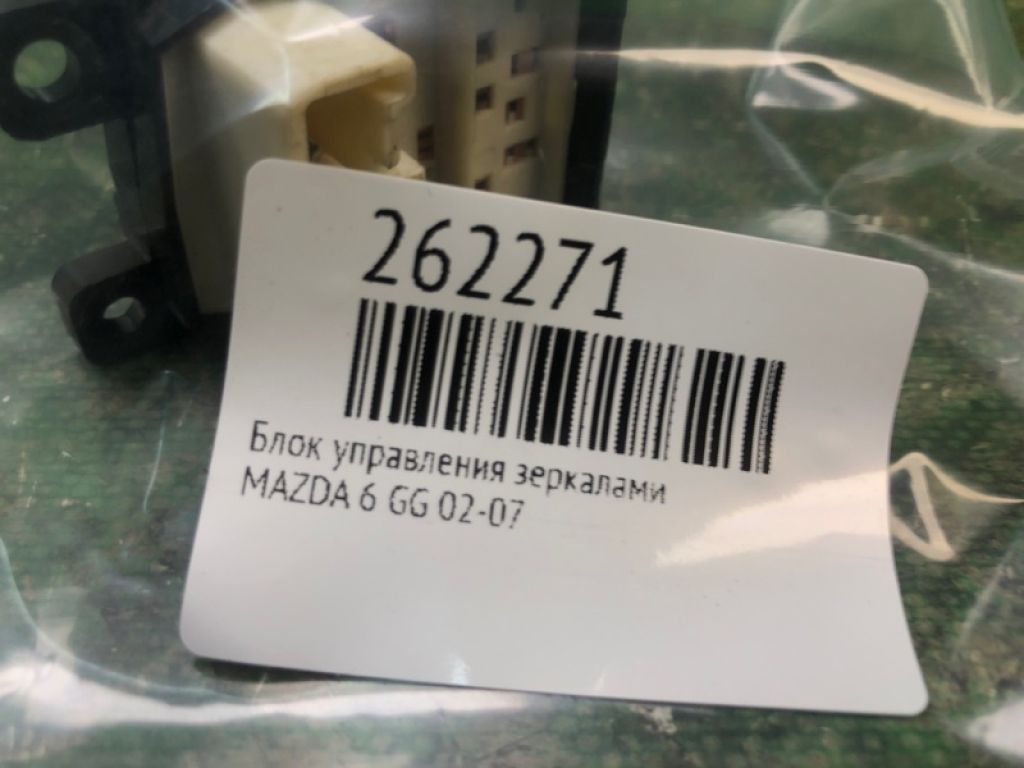 262271
Блок управления зеркалами
MAZDA 6 GG 02-07